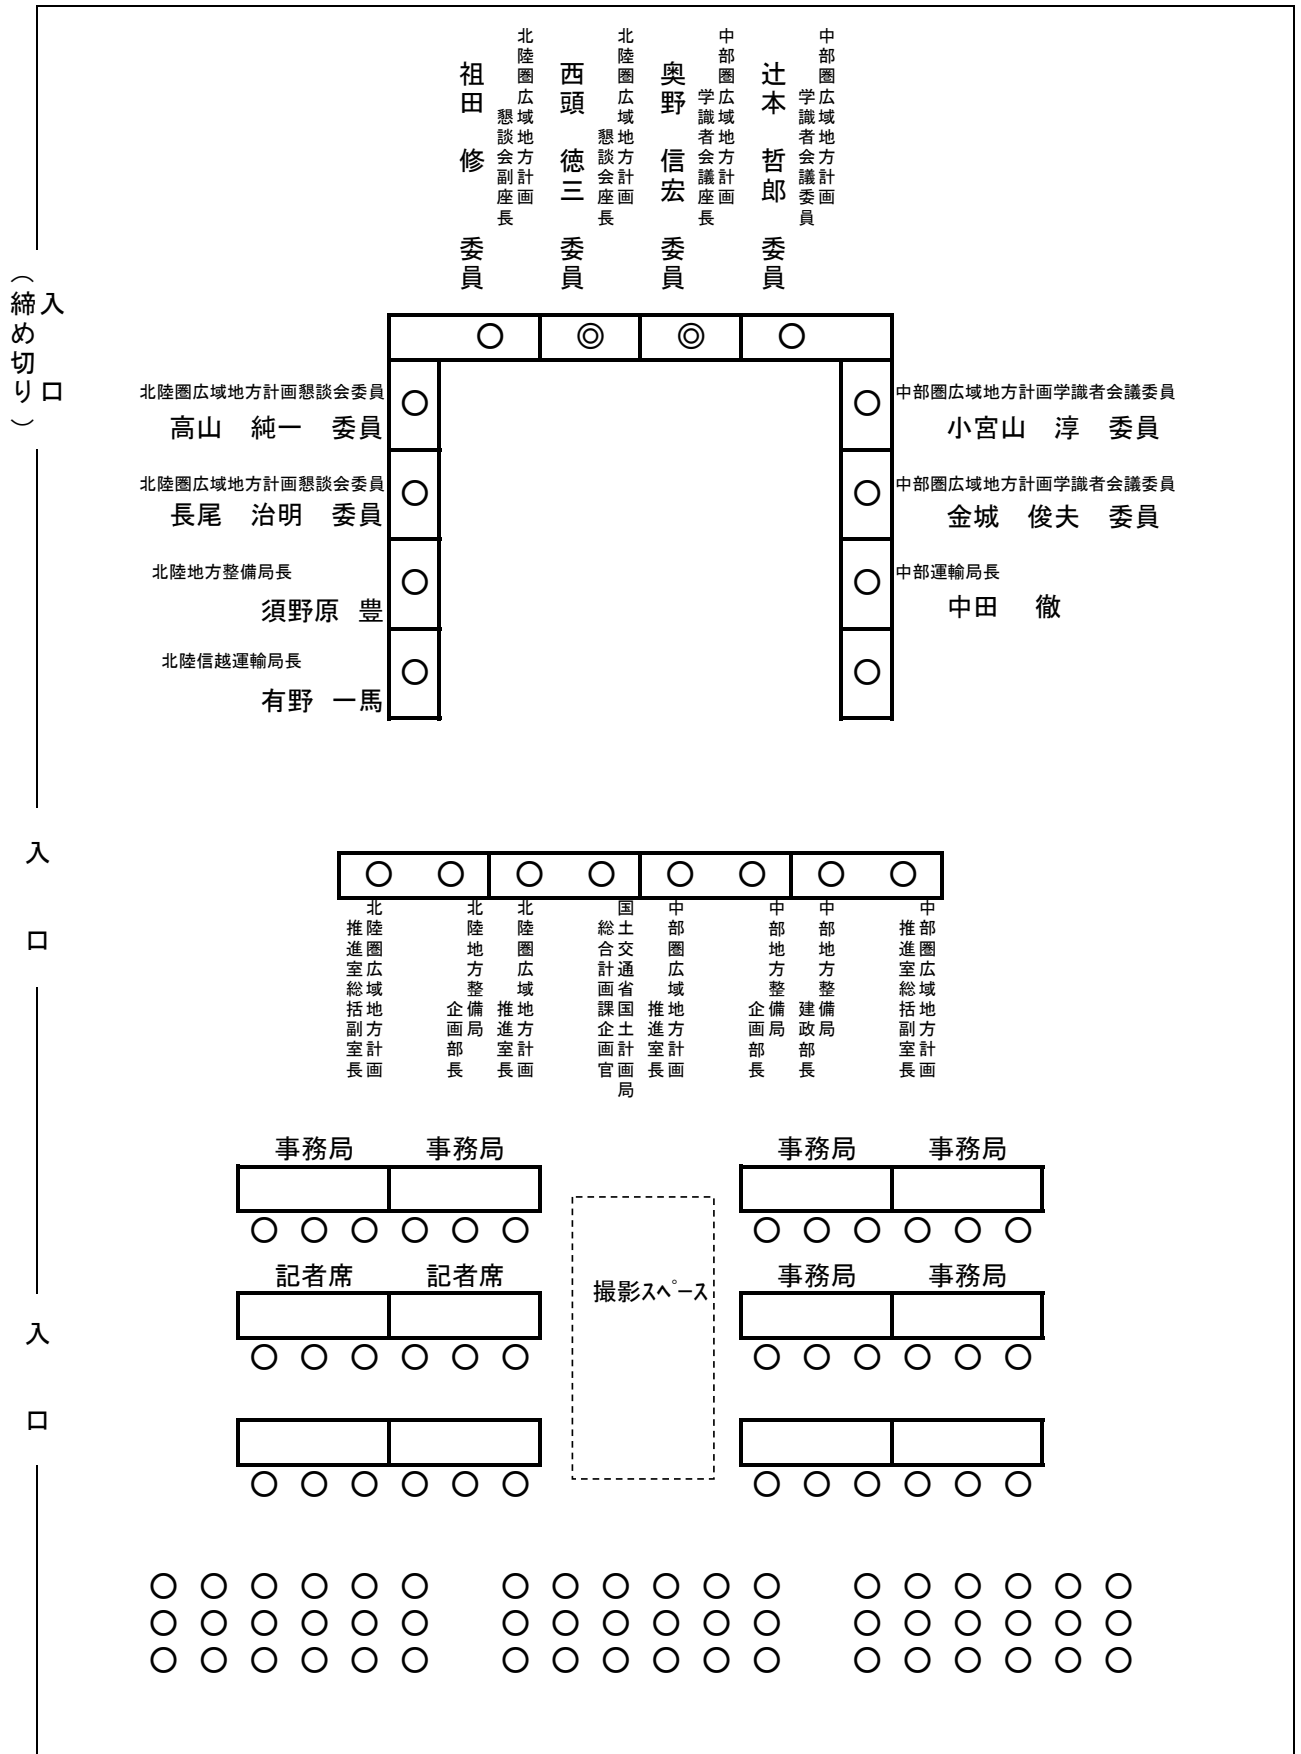 中部圏広域地方計画
学識者会議委員
辻本　哲郎　委員
中部圏広域地方計画
学識者会議座長
奥野　信宏　委員
北陸圏広域地方計画
懇談会座長
西頭　徳三　委員
北陸圏広域地方計画
懇談会副座長
祖田　修　委員
入口
（締め切り）
北陸圏広域地方計画懇談会委員
高山　純一　委員
北陸圏広域地方計画懇談会委員
長尾　治明　委員
北陸地方整備局長
須野原　豊
北陸信越運輸局長
有野　一馬
中部圏広域地方計画学識者会議委員
小宮山　淳　委員
中部圏広域地方計画学識者会議委員
金城　俊夫　委員
中部運輸局長
中田　徹
入口
中部圏広域地方計画
推進室総括副室長
中部地方整備局
建政部長
中部地方整備局
企画部長
中部圏広域地方計画
推進室長
国土交通省国土計画局
総合計画課企画官
北陸圏広域地方計画
推進室長
北陸地方整備局
企画部長
北陸圏広域地方計画
推進室総括副室長
事務局　事務局　事務局　事務局
記者席　記者席　事務局　事務局
撮影ｽﾍﾟｰｽ
入口